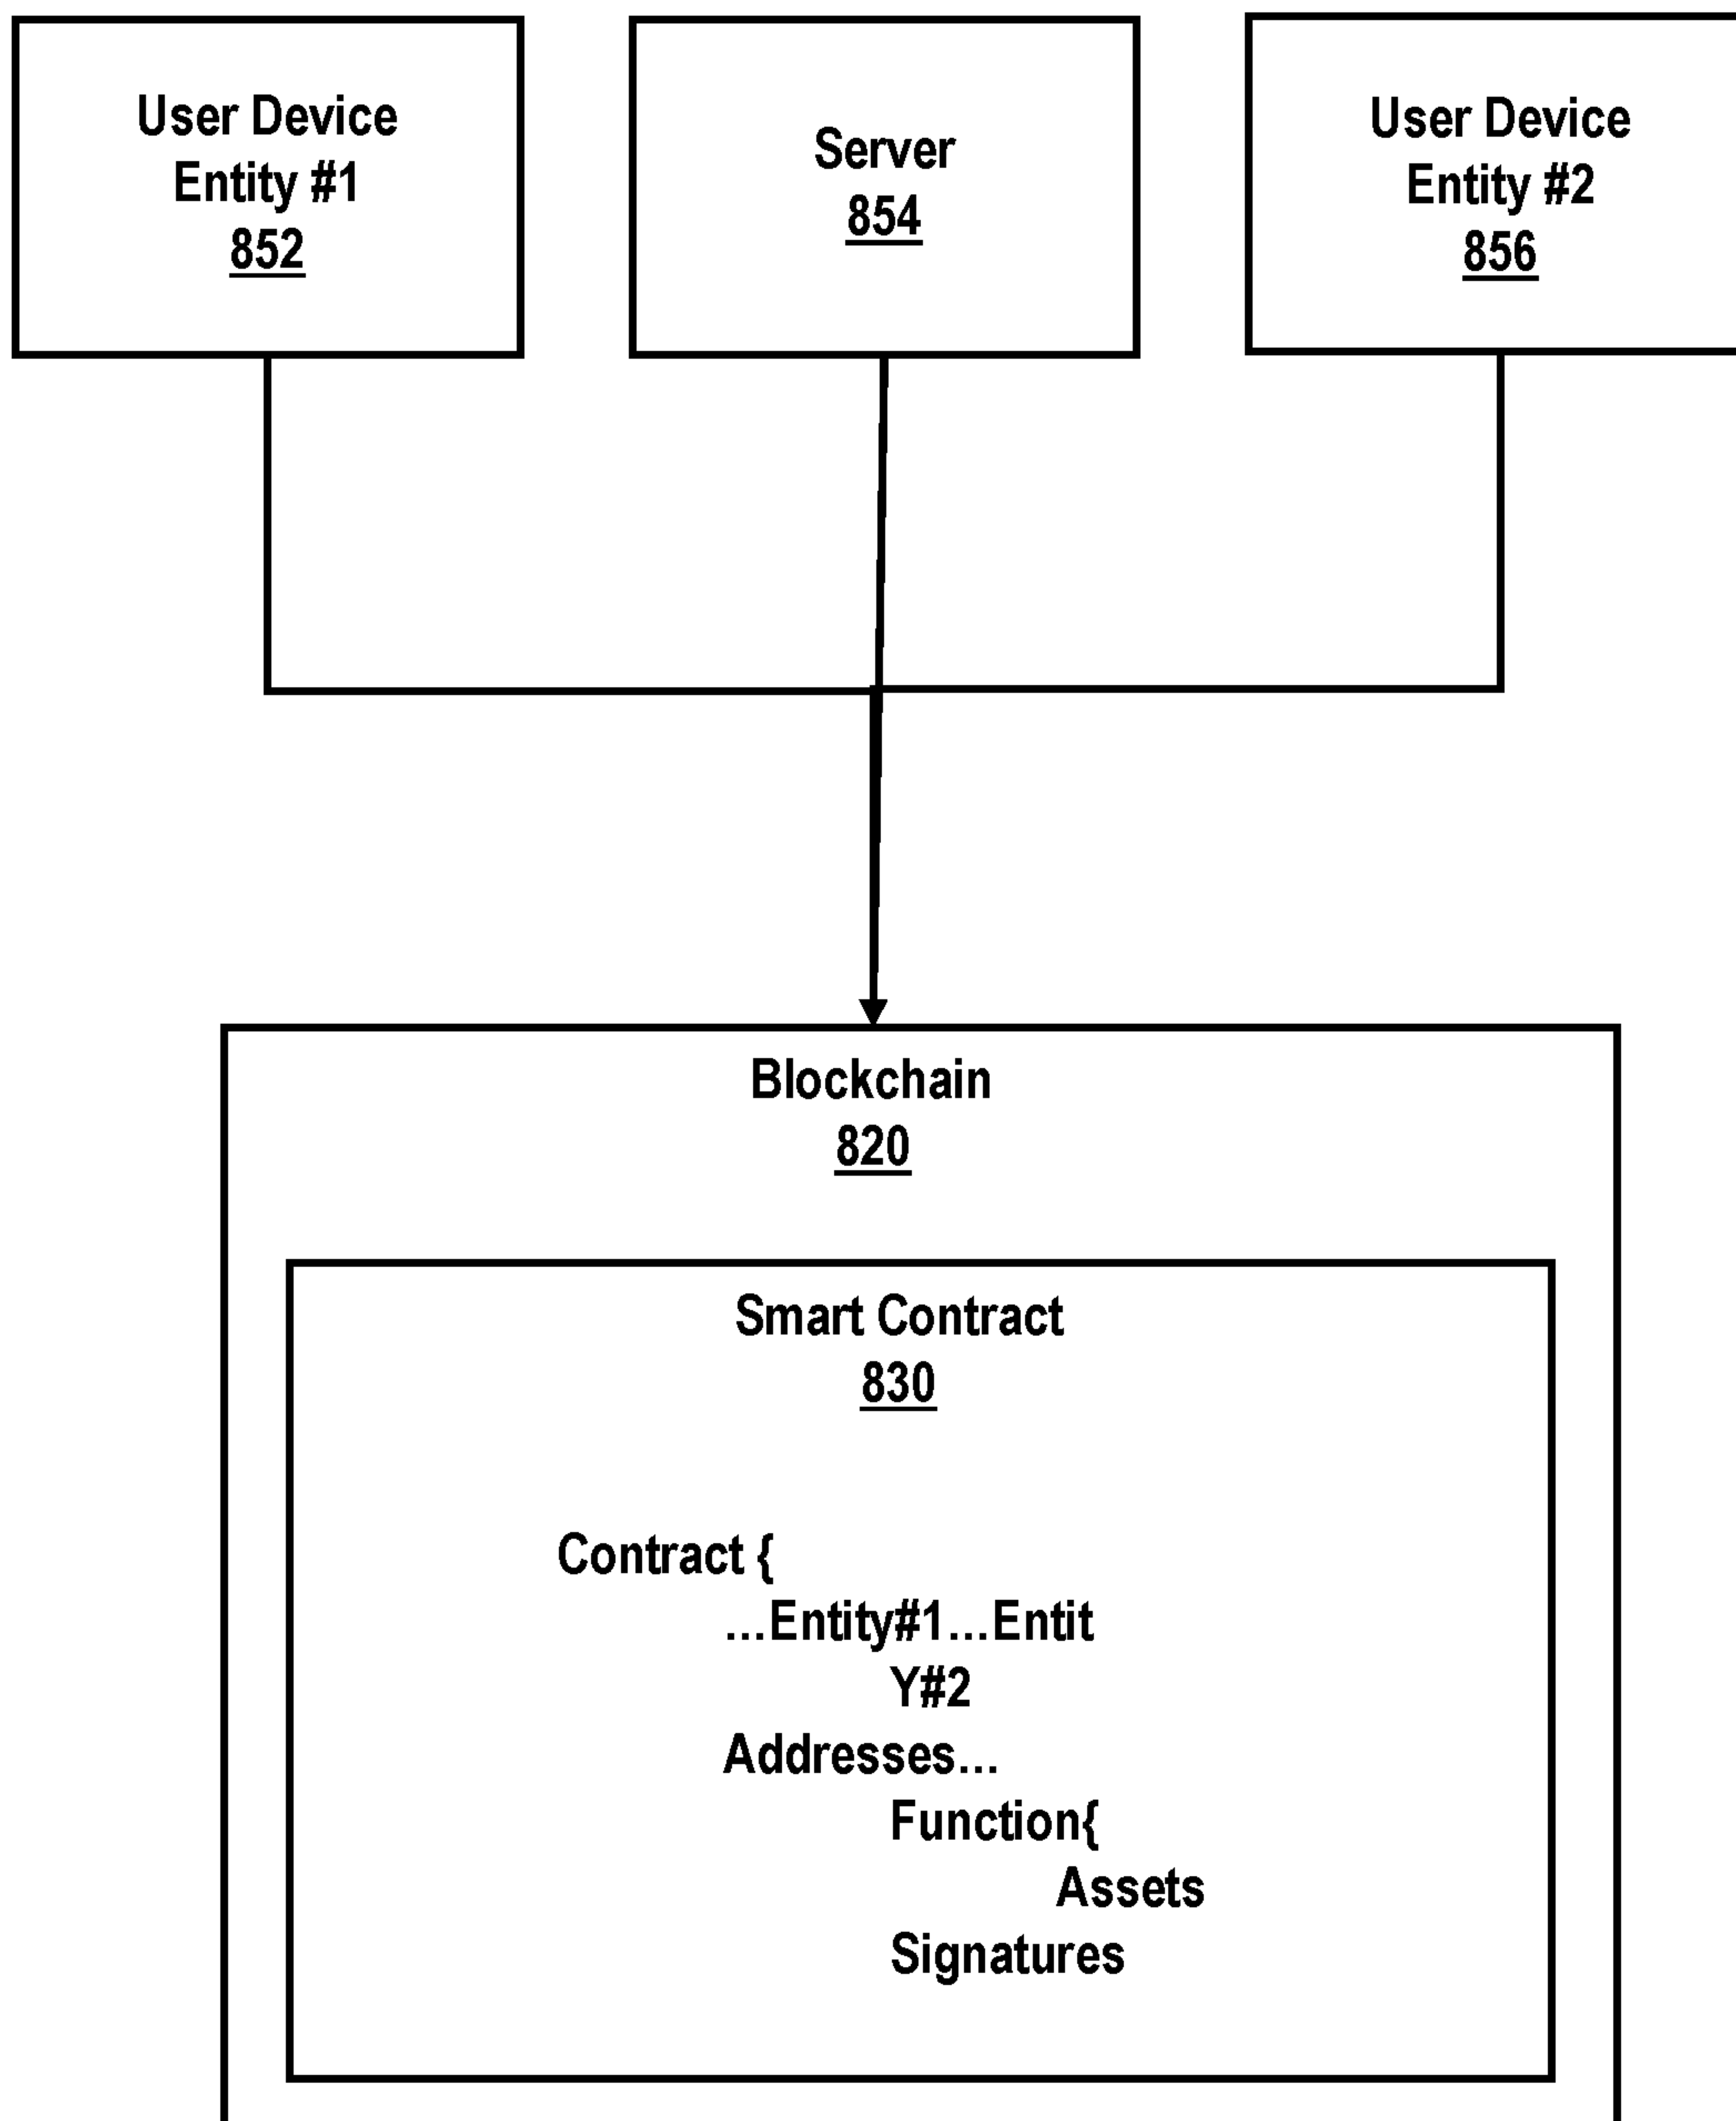 User Device
Entity #1
852
Server
854
User Device
Entity #2
856
Blockchain
820
Smart Contract
830
Contract {
...Entity#1...Entit
Y#2
Addresses...
Function{
Assets
Signatures